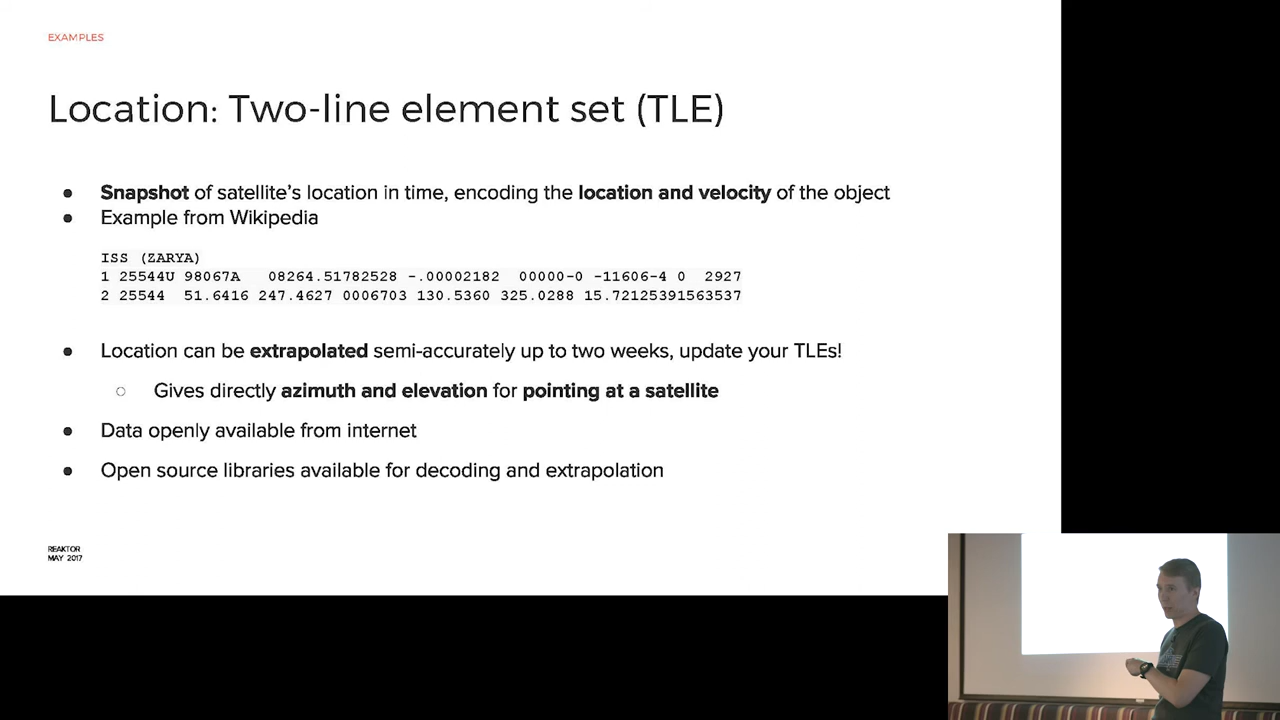 EXAMPLES
Location: Two-line element set (TLE)
● Snapshot of satellite's location in time, encoding the location and velocity of the object
● Example from Wikipedia
ISS (ZARYA)
1 25544U 98067A   08264.51782528 -.00002182  00000-0 -11606-4 0  2927
2 25544  51.6416 247.4627 0006703 130.5360 325.0288 15.72125391563537
● Location can be extrapolated semi-accurately up to two weeks, update your TLEs!
○ Gives directly azimuth and elevation for pointing at a satellite
● Data openly available from internet
● Open source libraries available for decoding and extrapolation
REAKTOR
MAY 2017